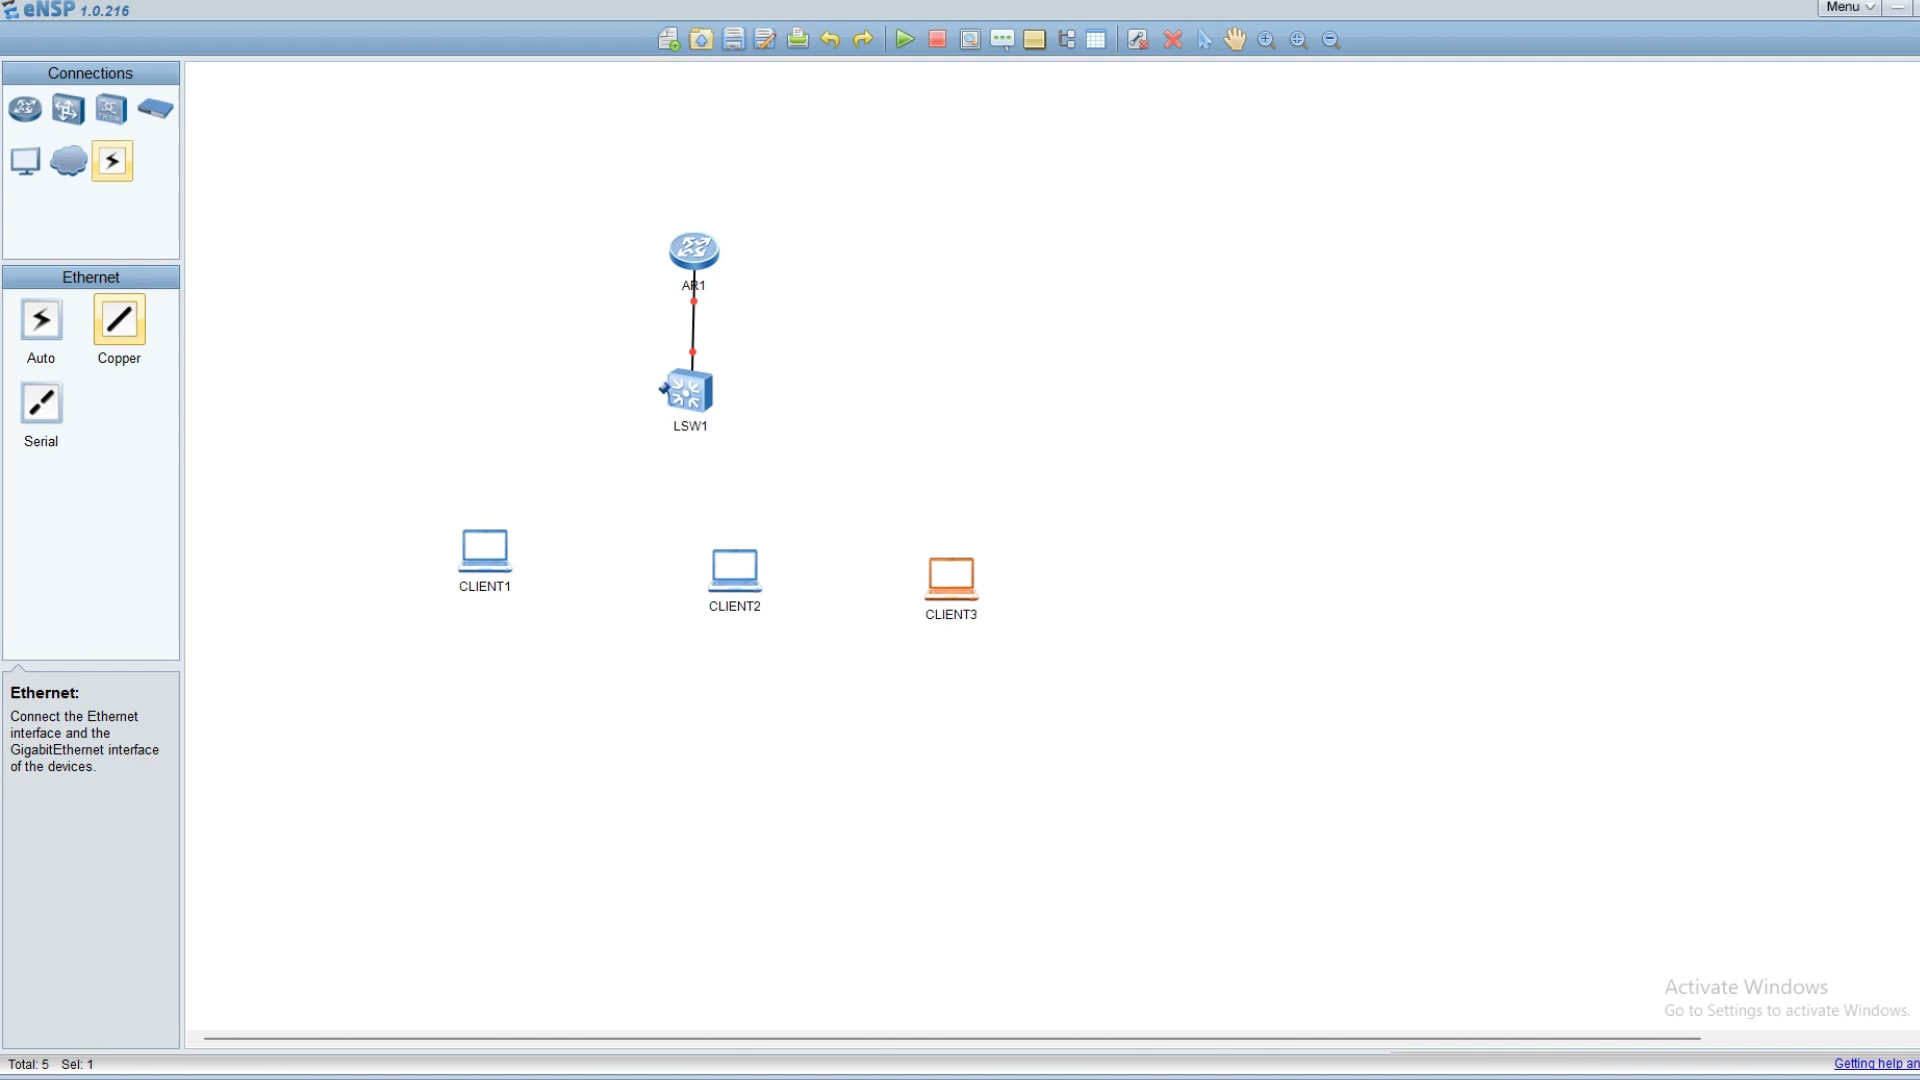 eNSP 1.0.216
Menu
Connections
TRSW
Ethernet
Auto
Copper
Serial
Ethernet:
Connect the Ethernet
interface and the
GigabitEthernet interface
of the devices.
AR1
LSW1
CLIENT1
CLIENT2
CLIENT3
Activate Windows
Go to Settings to activate Windows.
Total: 5 Sel: 1
Getting help an